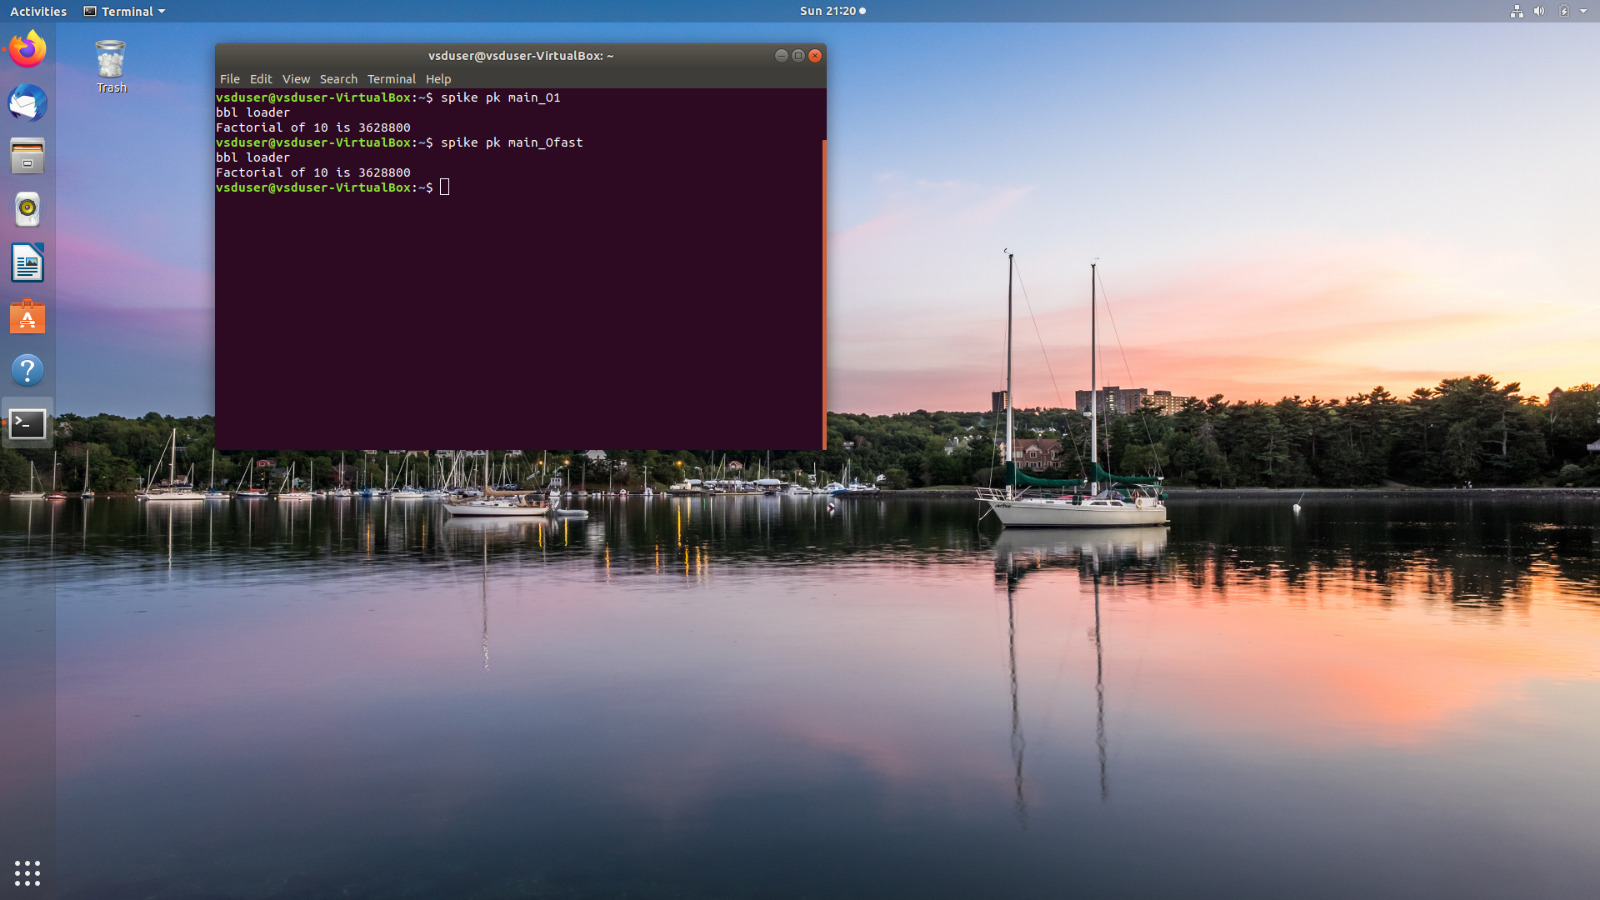 Activities Terminal Sun 21:20
Trash
vsduser@vsduser-VirtualBox: ~
File Edit View Search Terminal Help
vsduser@vsduser-VirtualBox:~$ spike pk main_O1
bbl loader
Factorial of 10 is 3628800
vsduser@vsduser-VirtualBox:~$ spike pk main_Ofast
bbl loader
Factorial of 10 is 3628800
vsduser@vsduser-VirtualBox:~$